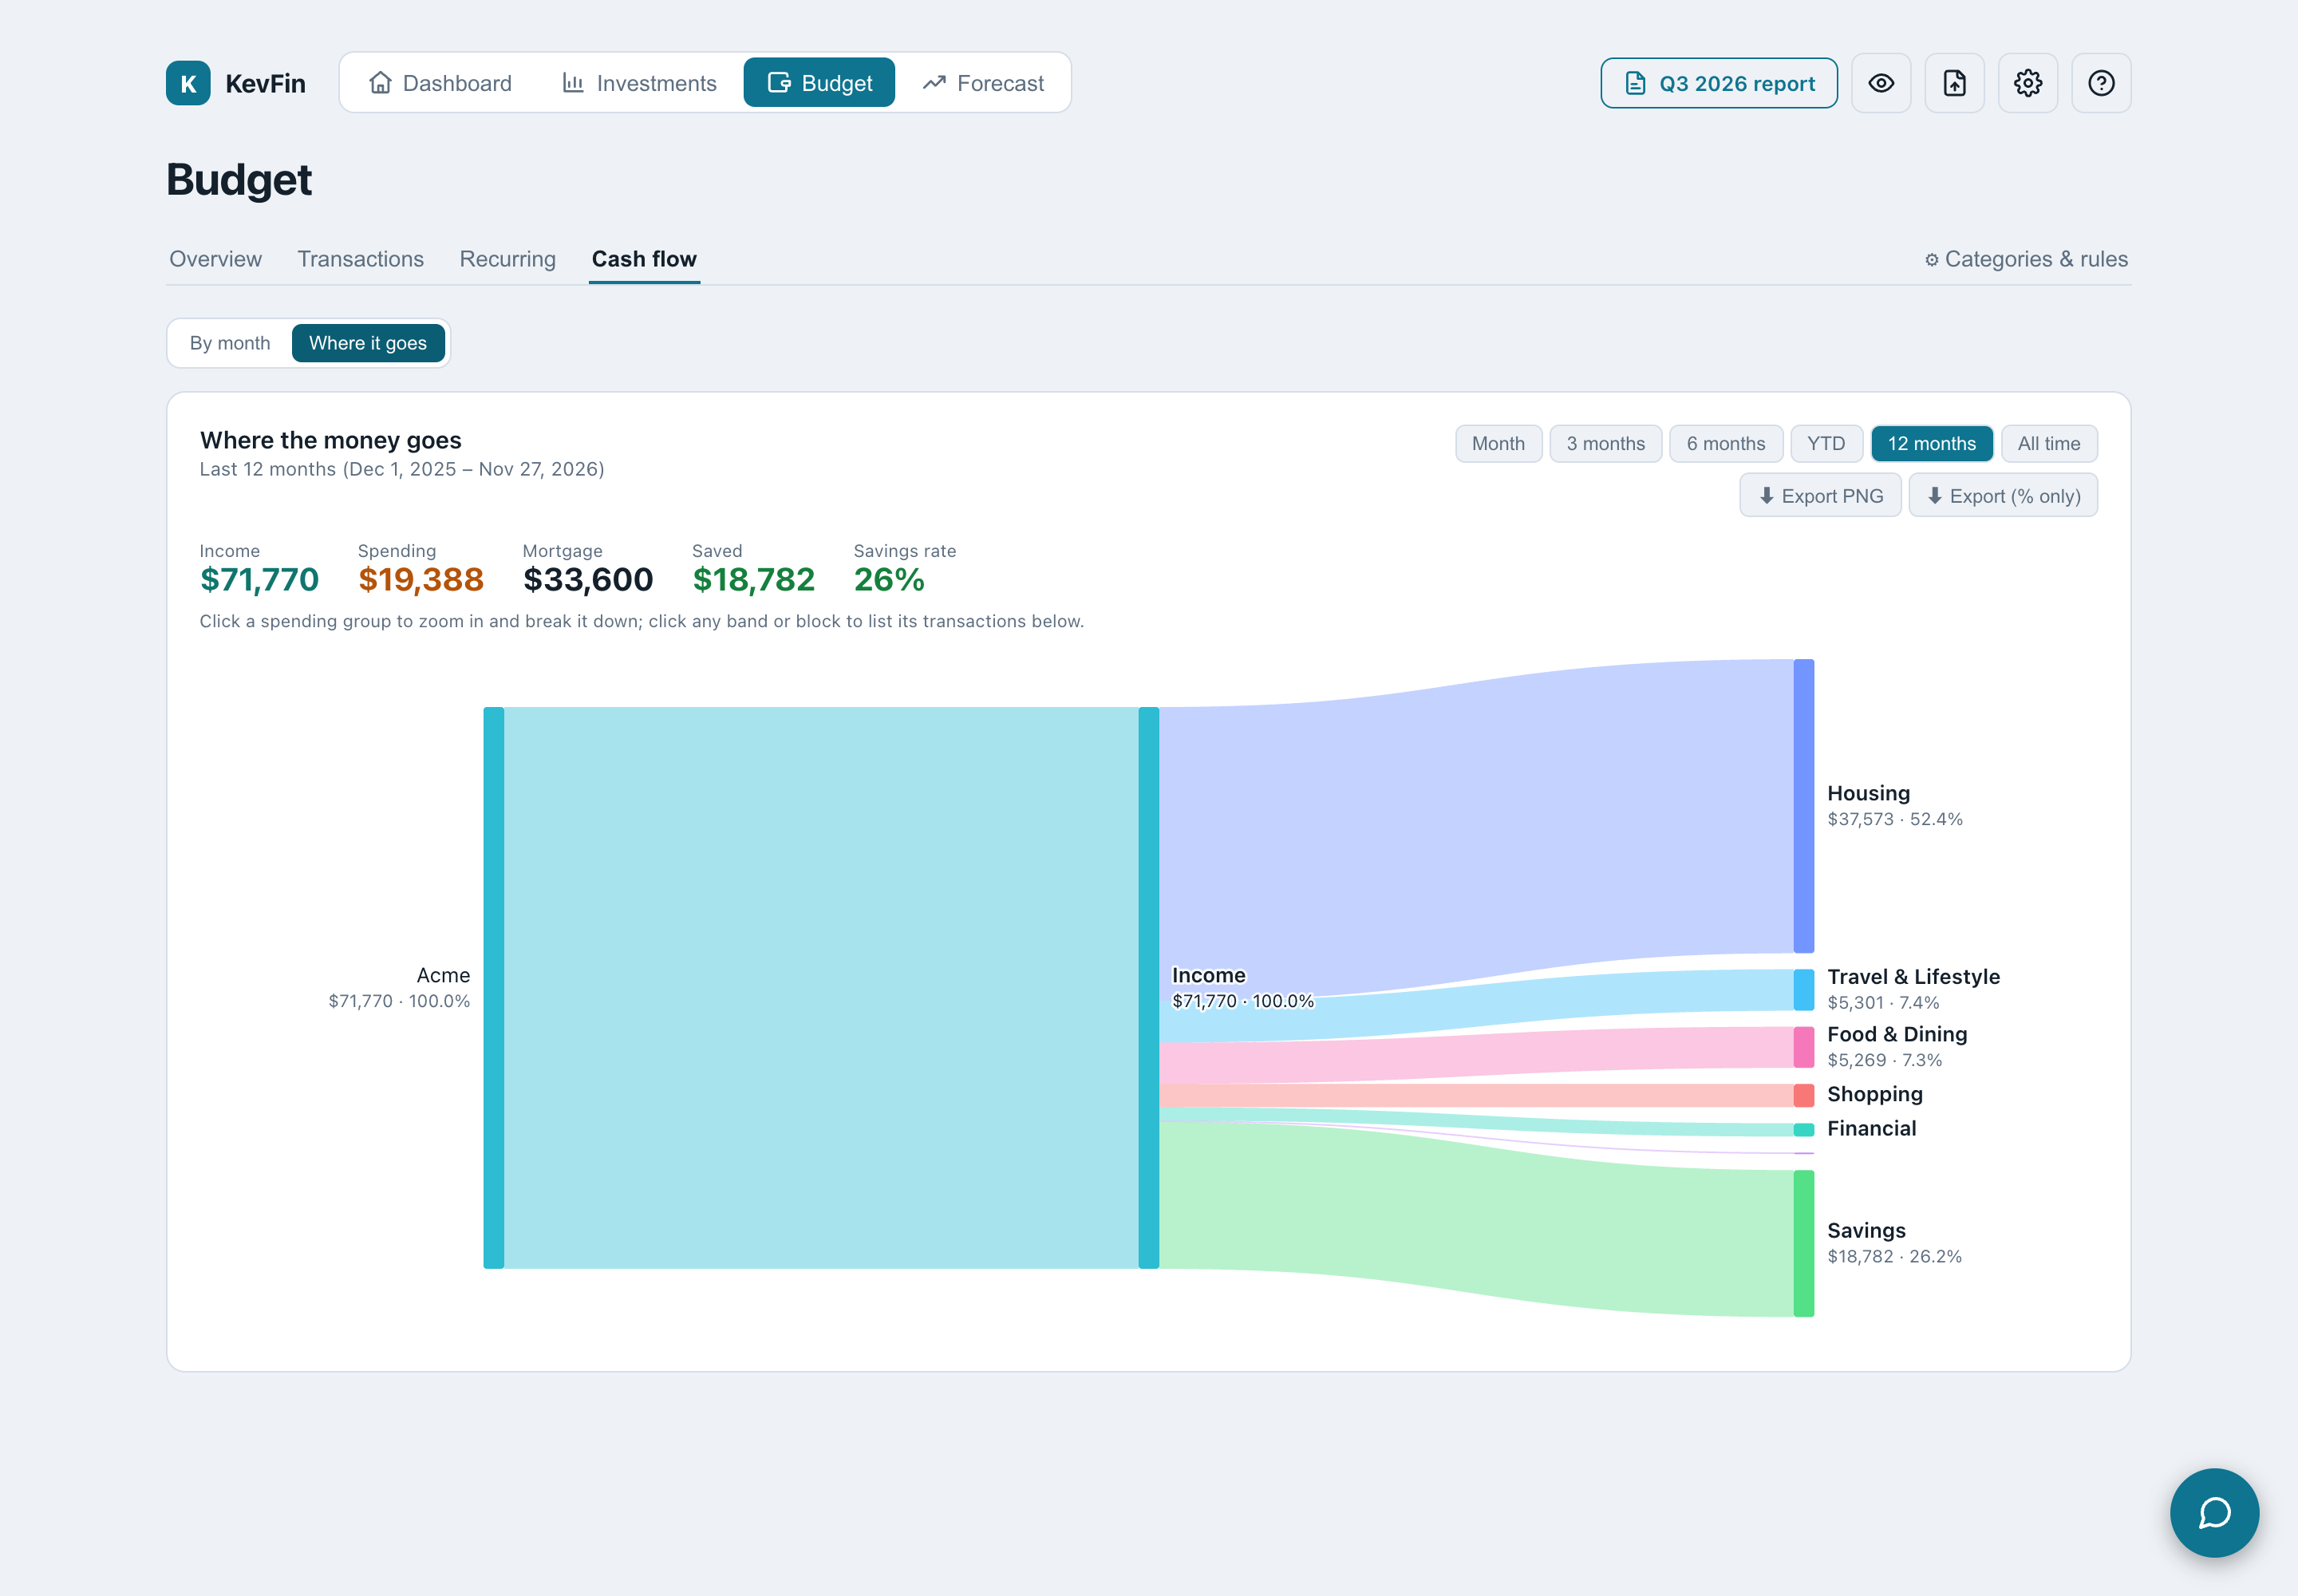 K KevFin Dashboard Investments Budget Forecast Q3 2026 report
Budget
Overview Transactions Recurring Cash flow Categories & rules
By month Where it goes
Where the money goes
Last 12 months (Dec 1, 2025 – Nov 27, 2026)
Month 3 months 6 months YTD 12 months All time
Export PNG Export (% only)
Income Spending Mortgage Saved Savings rate
$71,770 $19,388 $33,600 $18,782 26%
Click a spending group to zoom in and break it down; click any band or block to list its transactions below.
Acme
$71,770 · 100.0%
Income
$71,770 · 100.0%
Housing
$37,573 · 52.4%
Travel & Lifestyle
$5,301 · 7.4%
Food & Dining
$5,269 · 7.3%
Shopping
Financial
Savings
$18,782 · 26.2%